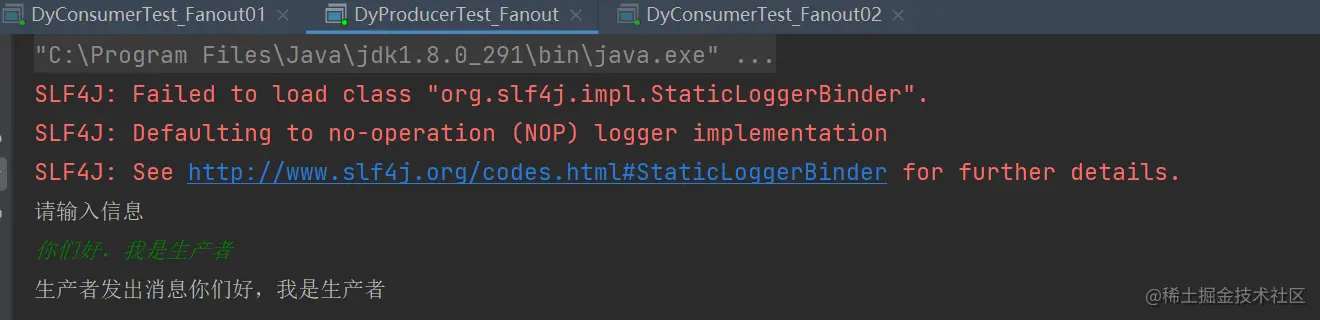 DyConsumerTest_Fanout01 × DyProducerTest_Fanout × DyConsumerTest_Fanout02 ×
"C:\Program Files\Java\jdk1.8.0_291\bin\java.exe" ...
SLF4J: Failed to load class "org.slf4j.impl.StaticLoggerBinder".
SLF4J: Defaulting to no-operation (NOP) logger implementation
SLF4J: See http://www.slf4j.org/codes.html#StaticLoggerBinder for further details.
请输入信息
你们好，我是生产者
生产者发出消息你们好，我是生产者
@稀土掘金技术社区